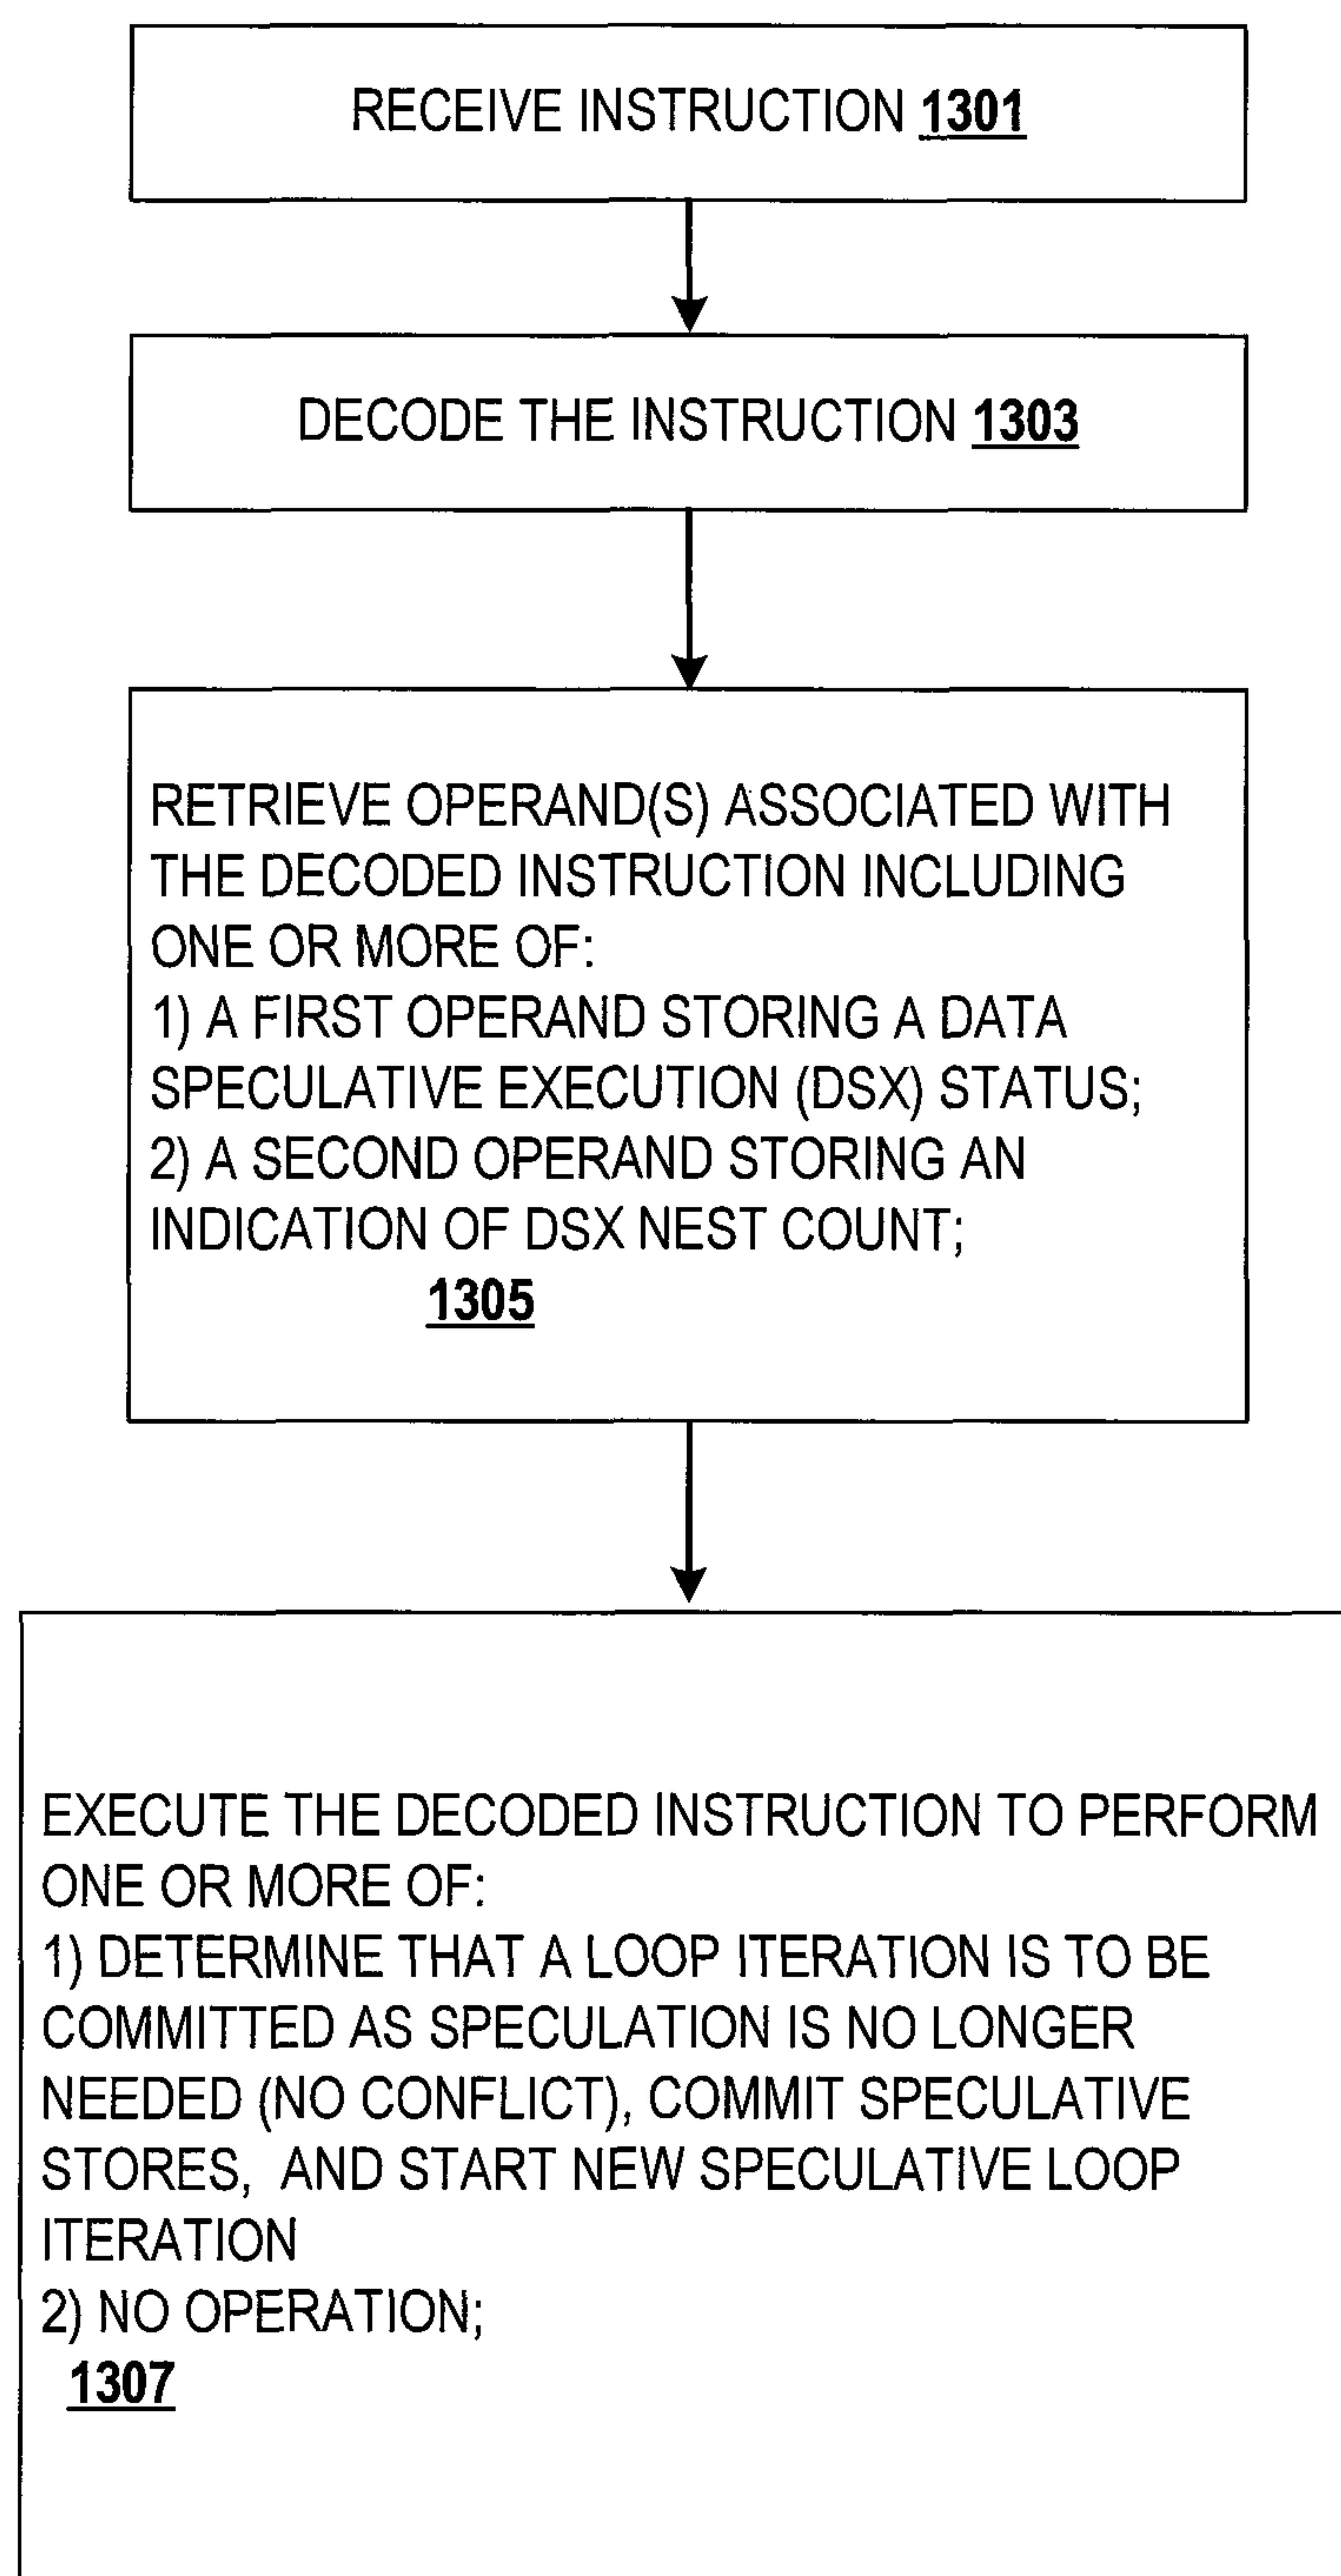 RECEIVE INSTRUCTION 1301
DECODE THE INSTRUCTION 1303
RETRIEVE OPERAND(S) ASSOCIATED WITH
THE DECODED INSTRUCTION INCLUDING
ONE OR MORE OF:
1) A FIRST OPERAND STORING A DATA
SPECULATIVE EXECUTION (DSX) STATUS;
2) A SECOND OPERAND STORING AN
INDICATION OF DSX NEST COUNT;
1305
EXECUTE THE DECODED INSTRUCTION TO PERFORM
ONE OR MORE OF:
1) DETERMINE THAT A LOOP ITERATION IS TO BE
COMMITTED AS SPECULATION IS NO LONGER
NEEDED (NO CONFLICT), COMMIT SPECULATIVE
STORES, AND START NEW SPECULATIVE LOOP
ITERATION
2) NO OPERATION;
1307